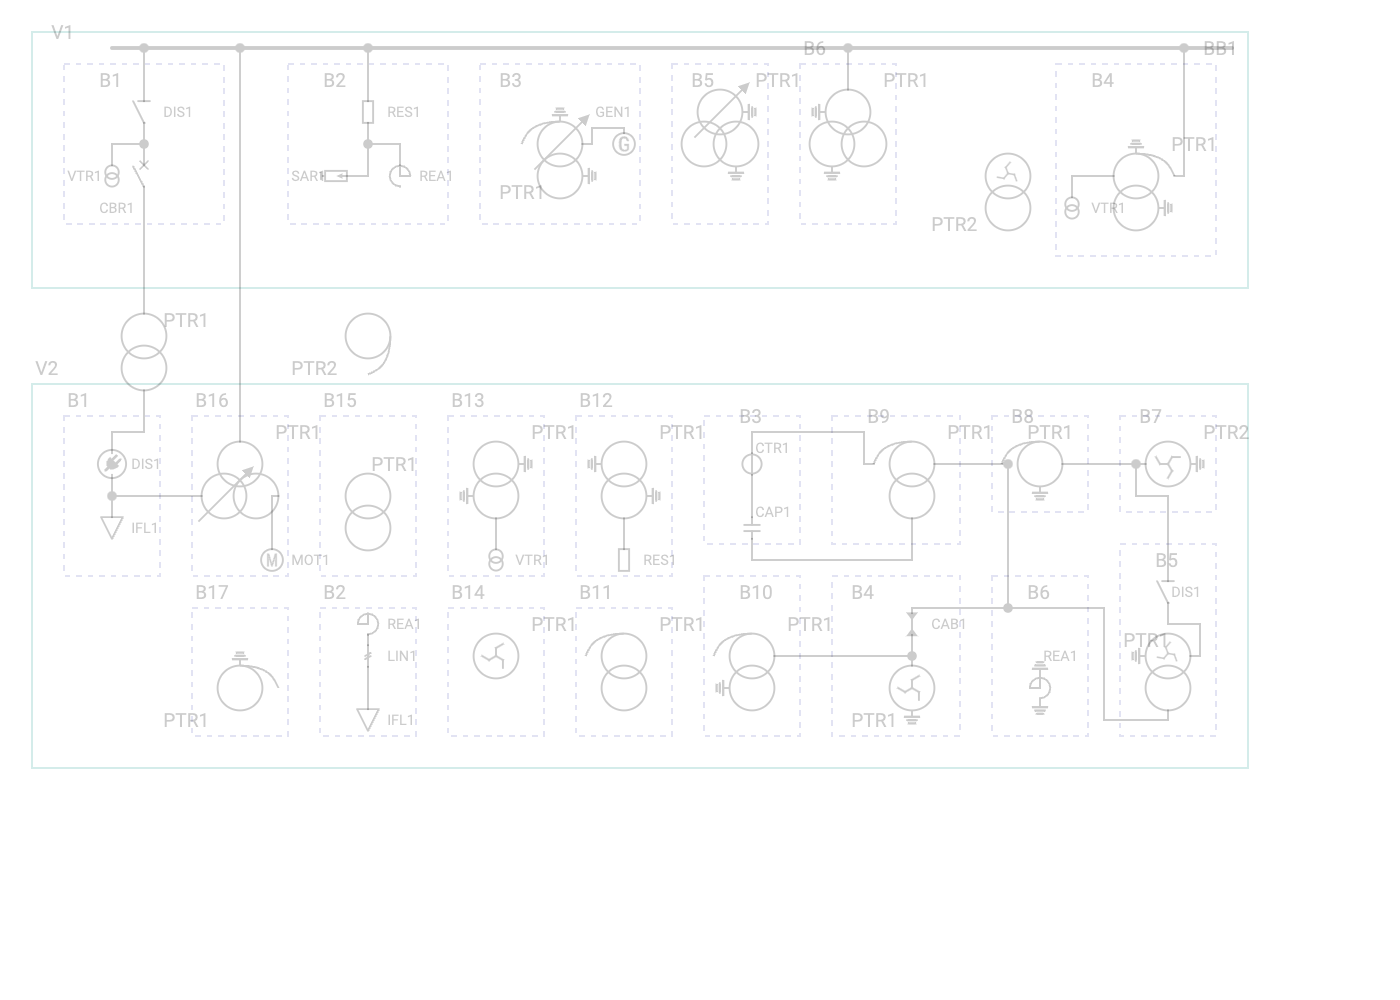 V1
B6
BB1
B1
B2
B3
B5
PTR1
PTR1
B4
DIS1
RES1
GEN1
G
PTR1
VTR1
SAR1
REA1
PTR1
CBR1
VTR1
PTR2
PTR1
V2
PTR2
B1
B16
B15
B13
B12
B3
B9
B8
B7
PTR1
PTR1
PTR1
PTR1
PTR1
PTR2
CTR1
DIS1
PTR1
CAP1
IFL1
M
MOT1
VTR1
RES1
B5
B17
B2
B14
B11
B10
B4
B6
DIS1
REA1
PTR1
PTR1
PTR1
CAB1
PTR1
LIN1
REA1
PTR1
IFL1
PTR1